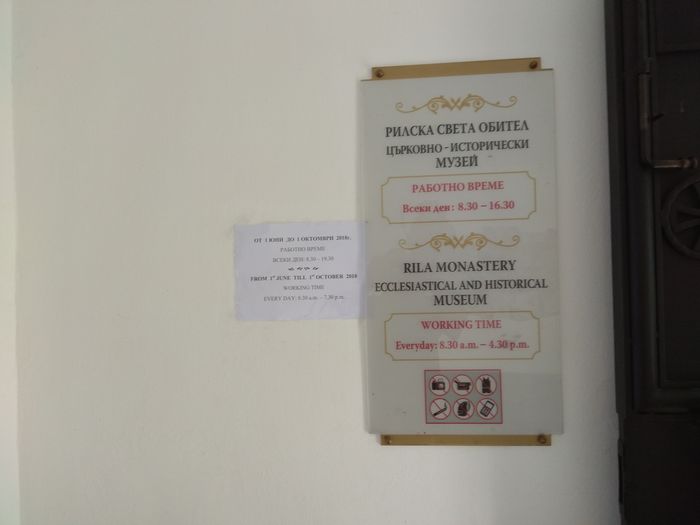 ОТ 1 ЮНИ ДО 1 ОКТОМВРИ 2018г.
РАБОТНО ВРЕМЕ
ВСЕКИ ДЕН: 8.30 - 19.30
FROM 1st JUNE TILL 1st OCTOBER 2018
WORKING TIME
EVERY DAY: 8.30 a.m. – 7.30 p.m.
РИЛСКА СВЕТА ОБИТЕЛ
ЦЪРКОВНО - ИСТОРИЧЕСКИ
МУЗЕЙ
РАБОТНО ВРЕМЕ
Всеки ден: 8.30 - 16.30
RILA MONASTERY
ECCLESIASTICAL AND HISTORICAL
MUSEUM
WORKING TIME
Everyday: 8.30 a.m. – 4.30 p.m.